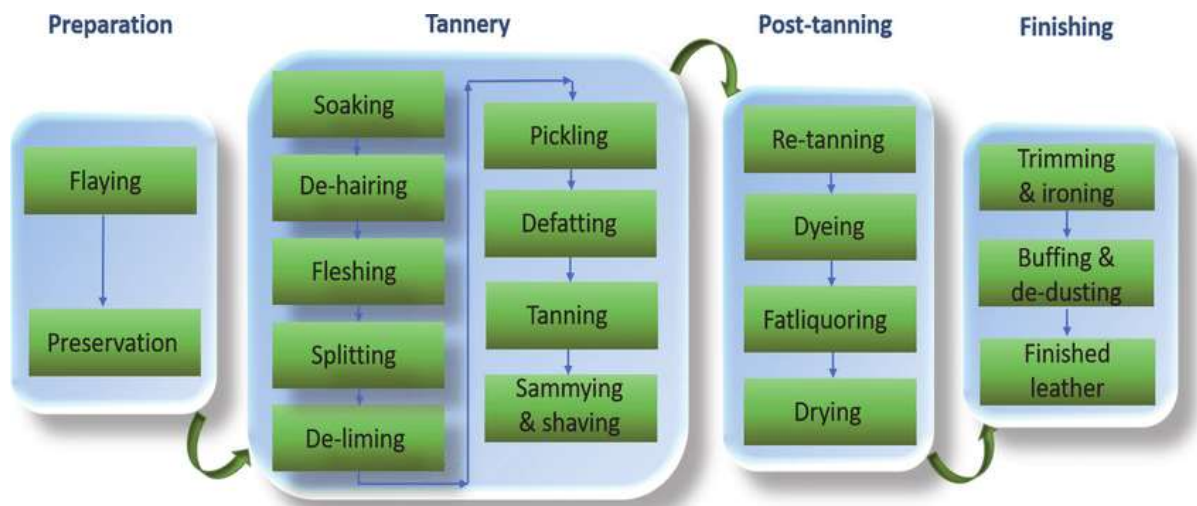 Preparation
Tannery
Post-tanning
Finishing
Flaying
Preservation
Soaking
De-hairing
Fleshing
Splitting
De-liming
Pickling
Defatting
Tanning
Sammying
& shaving
Re-tanning
Dyeing
Fatliquoring
Drying
Trimming
& ironing
Buffing &
de-dusting
Finished
leather